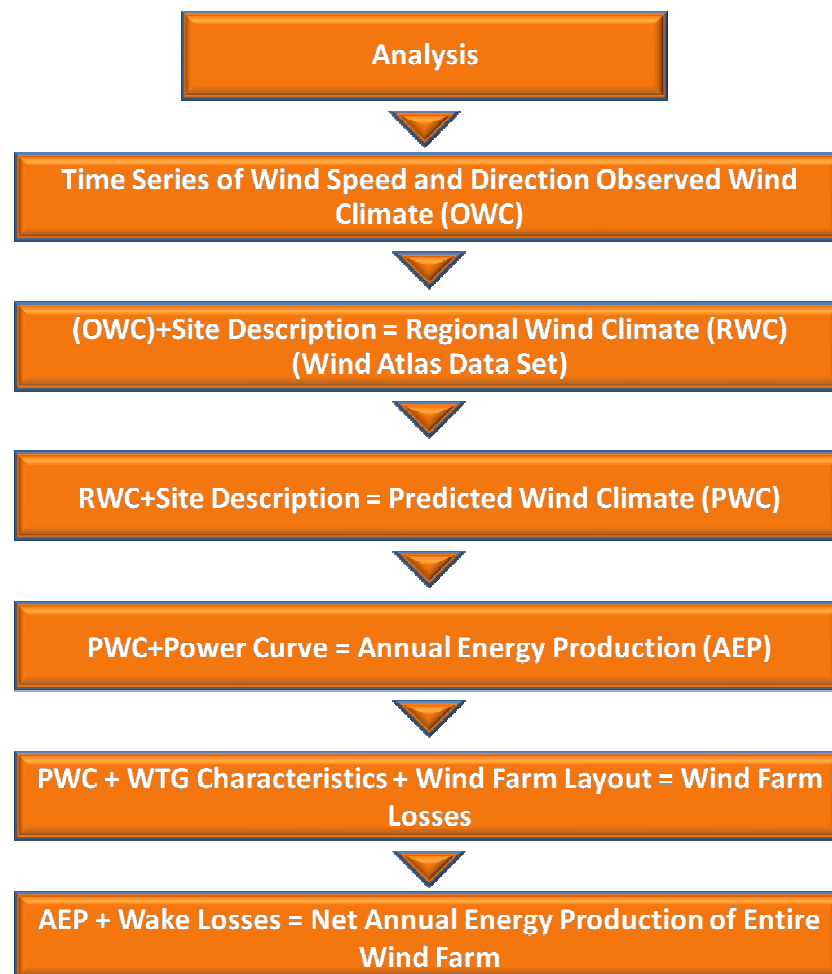 Analysis
Time Series of Wind Speed and Direction Observed Wind
Climate (OWC)
(OWC)+Site Description = Regional Wind Climate (RWC)
(Wind Atlas Data Set)
RWC+Site Description = Predicted Wind Climate (PWC)
PWC+Power Curve = Annual Energy Production (AEP)
PWC + WTG Characteristics + Wind Farm Layout = Wind Farm
Losses
AEP + Wake Losses = Net Annual Energy Production of Entire
Wind Farm